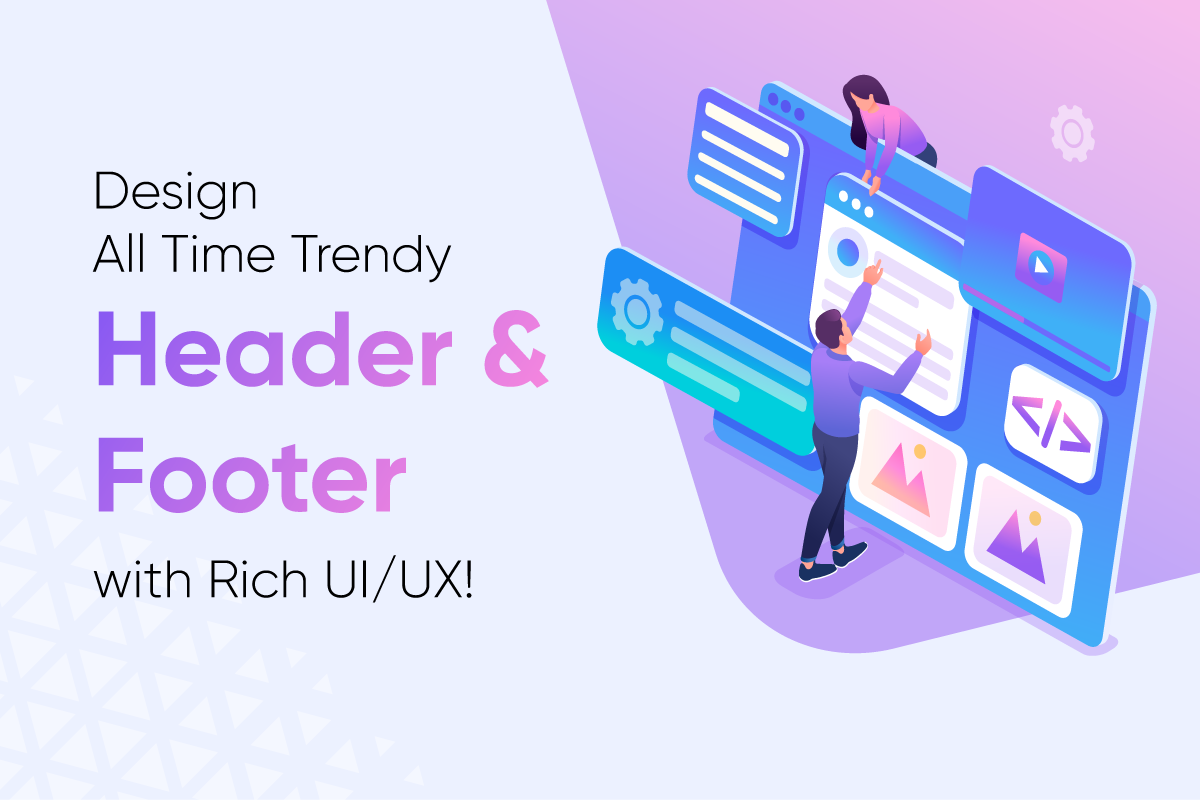 Design
All Time Trendy
Header &
Footer
with Rich UI/UX!
</>